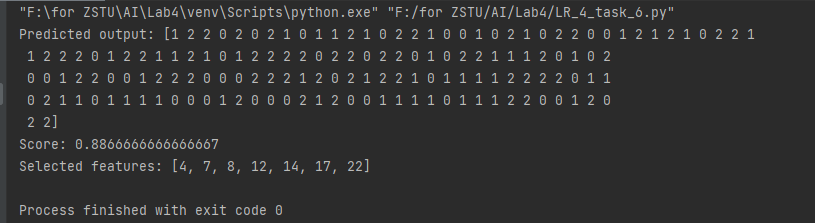 "F:\for ZSTU\AI\Lab4\venv\Scripts\python.exe" "F:/for ZSTU/AI/Lab4/LR_4_task_6.py"
Predicted output: [1 2 2 0 2 0 2 1 0 1 1 2 1 0 2 2 1 0 0 1 0 2 1 0 2 2 0 0 1 2 1 2 1 0 2 2 1
1 2 2 2 0 1 2 2 1 1 2 1 0 1 1 2 2 0 2 2 0 1 0 2 2 1 1 1 2 0 1 0 2
0 0 1 2 2 0 0 1 2 2 2 0 0 0 2 2 2 1 2 0 2 1 2 2 1 0 1 1 1 2 2 2 2 0 1 1
0 2 1 1 0 1 1 1 1 0 0 0 1 2 0 0 0 2 1 2 0 0 1 1 1 1 0 1 1 1 2 2 0 0 1 2 0
2 2]
Score: 0.8866666666666667
Selected features: [4, 7, 8, 12, 14, 17, 22]
Process finished with exit code 0